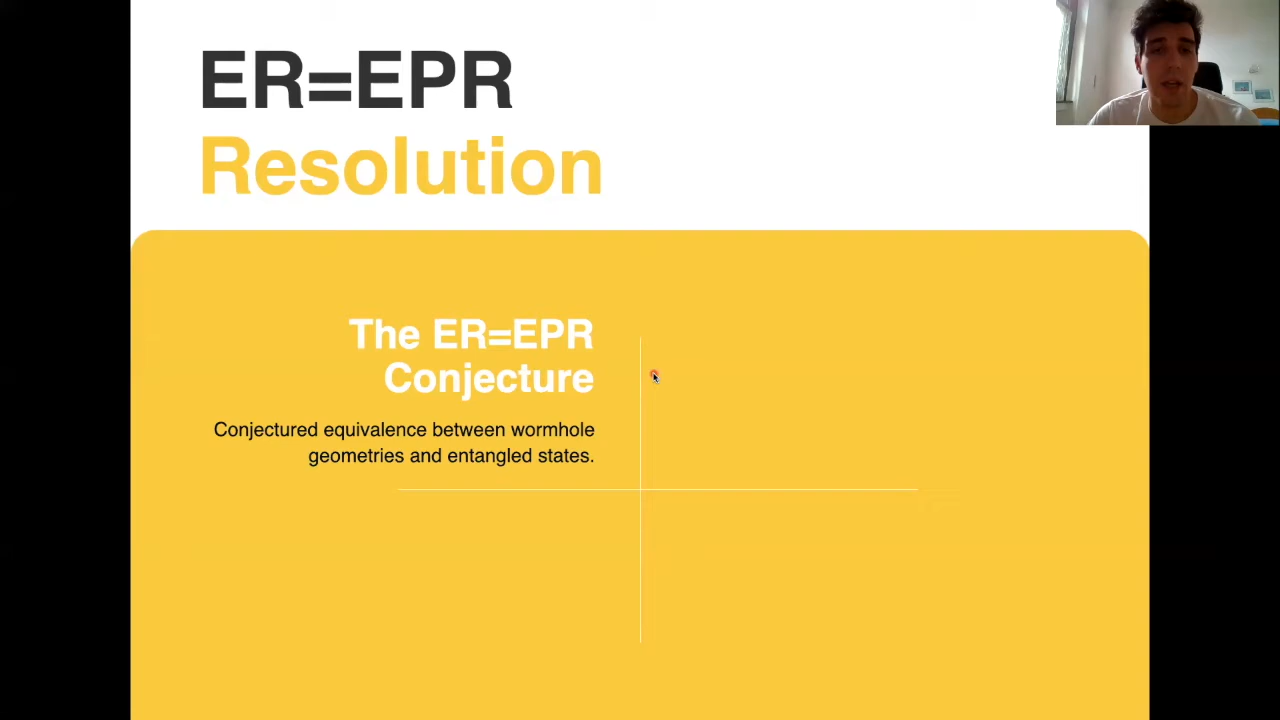 ER=EPR
Resolution
The ER=EPR
Conjecture
Conjectured equivalence between wormhole
geometries and entangled states.